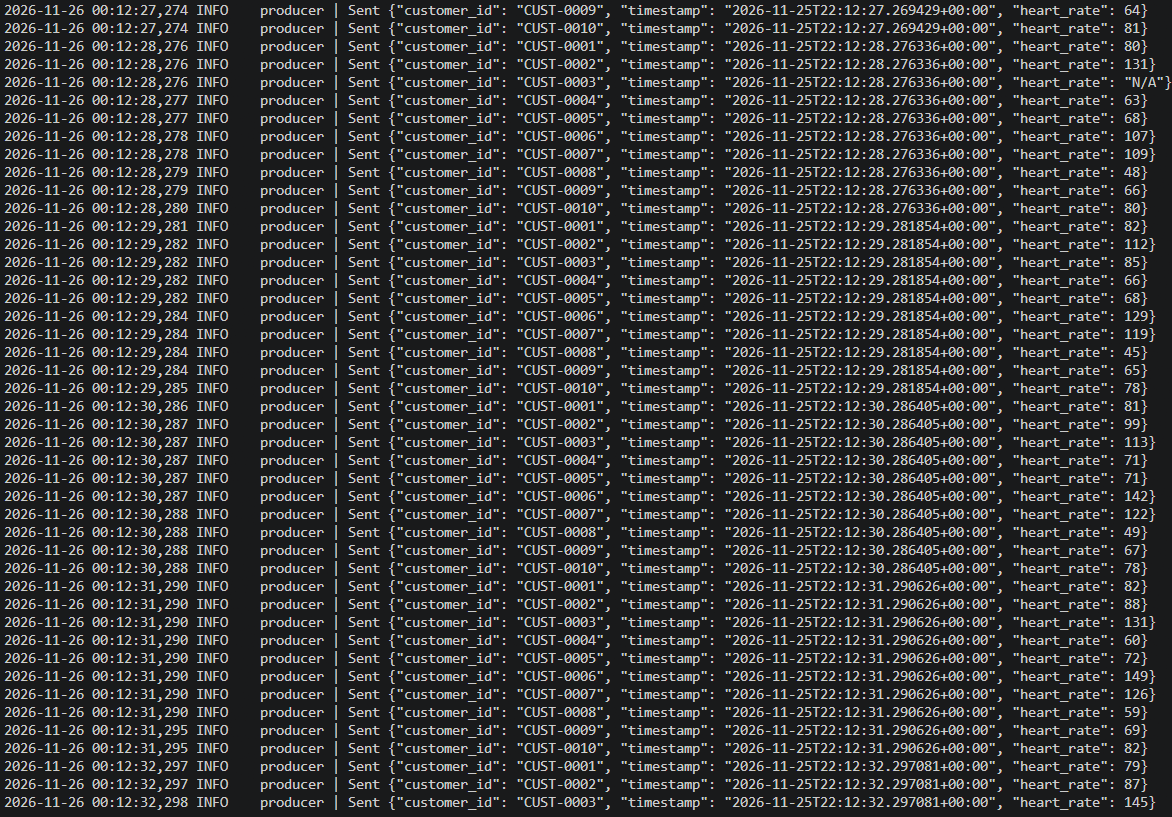 2026-11-26 00:12:27,274 INFO    producer | Sent {"customer_id": "CUST-0009", "timestamp": "2026-11-25T22:12:27.269429+00:00", "heart_rate": 64}
2026-11-26 00:12:27,274 INFO    producer | Sent {"customer_id": "CUST-0010", "timestamp": "2026-11-25T22:12:27.269429+00:00", "heart_rate": 81}
2026-11-26 00:12:28,276 INFO    producer | Sent {"customer_id": "CUST-0001", "timestamp": "2026-11-25T22:12:28.276336+00:00", "heart_rate": 80}
2026-11-26 00:12:28,276 INFO    producer | Sent {"customer_id": "CUST-0002", "timestamp": "2026-11-25T22:12:28.276336+00:00", "heart_rate": 131}
2026-11-26 00:12:28,276 INFO    producer | Sent {"customer_id": "CUST-0003", "timestamp": "2026-11-25T22:12:28.276336+00:00", "heart_rate": "N/A"}
2026-11-26 00:12:28,277 INFO    producer | Sent {"customer_id": "CUST-0004", "timestamp": "2026-11-25T22:12:28.276336+00:00", "heart_rate": 63}
2026-11-26 00:12:28,277 INFO    producer | Sent {"customer_id": "CUST-0005", "timestamp": "2026-11-25T22:12:28.276336+00:00", "heart_rate": 68}
2026-11-26 00:12:28,278 INFO    producer | Sent {"customer_id": "CUST-0006", "timestamp": "2026-11-25T22:12:28.276336+00:00", "heart_rate": 107}
2026-11-26 00:12:28,278 INFO    producer | Sent {"customer_id": "CUST-0007", "timestamp": "2026-11-25T22:12:28.276336+00:00", "heart_rate": 109}
2026-11-26 00:12:28,279 INFO    producer | Sent {"customer_id": "CUST-0008", "timestamp": "2026-11-25T22:12:28.276336+00:00", "heart_rate": 48}
2026-11-26 00:12:28,279 INFO    producer | Sent {"customer_id": "CUST-0009", "timestamp": "2026-11-25T22:12:28.276336+00:00", "heart_rate": 66}
2026-11-26 00:12:28,280 INFO    producer | Sent {"customer_id": "CUST-0010", "timestamp": "2026-11-25T22:12:28.276336+00:00", "heart_rate": 80}
2026-11-26 00:12:29,281 INFO    producer | Sent {"customer_id": "CUST-0001", "timestamp": "2026-11-25T22:12:29.281854+00:00", "heart_rate": 82}
2026-11-26 00:12:29,282 INFO    producer | Sent {"customer_id": "CUST-0002", "timestamp": "2026-11-25T22:12:29.281854+00:00", "heart_rate": 112}
2026-11-26 00:12:29,282 INFO    producer | Sent {"customer_id": "CUST-0003", "timestamp": "2026-11-25T22:12:29.281854+00:00", "heart_rate": 85}
2026-11-26 00:12:29,282 INFO    producer | Sent {"customer_id": "CUST-0004", "timestamp": "2026-11-25T22:12:29.281854+00:00", "heart_rate": 66}
2026-11-26 00:12:29,282 INFO    producer | Sent {"customer_id": "CUST-0005", "timestamp": "2026-11-25T22:12:29.281854+00:00", "heart_rate": 68}
2026-11-26 00:12:29,284 INFO    producer | Sent {"customer_id": "CUST-0006", "timestamp": "2026-11-25T22:12:29.281854+00:00", "heart_rate": 129}
2026-11-26 00:12:29,284 INFO    producer | Sent {"customer_id": "CUST-0007", "timestamp": "2026-11-25T22:12:29.281854+00:00", "heart_rate": 119}
2026-11-26 00:12:29,284 INFO    producer | Sent {"customer_id": "CUST-0008", "timestamp": "2026-11-25T22:12:29.281854+00:00", "heart_rate": 45}
2026-11-26 00:12:29,284 INFO    producer | Sent {"customer_id": "CUST-0009", "timestamp": "2026-11-25T22:12:29.281854+00:00", "heart_rate": 65}
2026-11-26 00:12:29,285 INFO    producer | Sent {"customer_id": "CUST-0010", "timestamp": "2026-11-25T22:12:29.281854+00:00", "heart_rate": 78}
2026-11-26 00:12:30,286 INFO    producer | Sent {"customer_id": "CUST-0001", "timestamp": "2026-11-25T22:12:30.286405+00:00", "heart_rate": 81}
2026-11-26 00:12:30,287 INFO    producer | Sent {"customer_id": "CUST-0002", "timestamp": "2026-11-25T22:12:30.286405+00:00", "heart_rate": 99}
2026-11-26 00:12:30,287 INFO    producer | Sent {"customer_id": "CUST-0003", "timestamp": "2026-11-25T22:12:30.286405+00:00", "heart_rate": 113}
2026-11-26 00:12:30,287 INFO    producer | Sent {"customer_id": "CUST-0004", "timestamp": "2026-11-25T22:12:30.286405+00:00", "heart_rate": 71}
2026-11-26 00:12:30,287 INFO    producer | Sent {"customer_id": "CUST-0005", "timestamp": "2026-11-25T22:12:30.286405+00:00", "heart_rate": 71}
2026-11-26 00:12:30,287 INFO    producer | Sent {"customer_id": "CUST-0006", "timestamp": "2026-11-25T22:12:30.286405+00:00", "heart_rate": 142}
2026-11-26 00:12:30,288 INFO    producer | Sent {"customer_id": "CUST-0007", "timestamp": "2026-11-25T22:12:30.286405+00:00", "heart_rate": 122}
2026-11-26 00:12:30,288 INFO    producer | Sent {"customer_id": "CUST-0008", "timestamp": "2026-11-25T22:12:30.286405+00:00", "heart_rate": 49}
2026-11-26 00:12:30,288 INFO    producer | Sent {"customer_id": "CUST-0009", "timestamp": "2026-11-25T22:12:30.286405+00:00", "heart_rate": 67}
2026-11-26 00:12:30,288 INFO    producer | Sent {"customer_id": "CUST-0010", "timestamp": "2026-11-25T22:12:30.286405+00:00", "heart_rate": 78}
2026-11-26 00:12:31,290 INFO    producer | Sent {"customer_id": "CUST-0001", "timestamp": "2026-11-25T22:12:31.290626+00:00", "heart_rate": 82}
2026-11-26 00:12:31,290 INFO    producer | Sent {"customer_id": "CUST-0002", "timestamp": "2026-11-25T22:12:31.290626+00:00", "heart_rate": 88}
2026-11-26 00:12:31,290 INFO    producer | Sent {"customer_id": "CUST-0003", "timestamp": "2026-11-25T22:12:31.290626+00:00", "heart_rate": 131}
2026-11-26 00:12:31,290 INFO    producer | Sent {"customer_id": "CUST-0004", "timestamp": "2026-11-25T22:12:31.290626+00:00", "heart_rate": 60}
2026-11-26 00:12:31,290 INFO    producer | Sent {"customer_id": "CUST-0005", "timestamp": "2026-11-25T22:12:31.290626+00:00", "heart_rate": 72}
2026-11-26 00:12:31,290 INFO    producer | Sent {"customer_id": "CUST-0006", "timestamp": "2026-11-25T22:12:31.290626+00:00", "heart_rate": 149}
2026-11-26 00:12:31,290 INFO    producer | Sent {"customer_id": "CUST-0007", "timestamp": "2026-11-25T22:12:31.290626+00:00", "heart_rate": 126}
2026-11-26 00:12:31,290 INFO    producer | Sent {"customer_id": "CUST-0008", "timestamp": "2026-11-25T22:12:31.290626+00:00", "heart_rate": 59}
2026-11-26 00:12:31,295 INFO    producer | Sent {"customer_id": "CUST-0009", "timestamp": "2026-11-25T22:12:31.290626+00:00", "heart_rate": 69}
2026-11-26 00:12:31,295 INFO    producer | Sent {"customer_id": "CUST-0010", "timestamp": "2026-11-25T22:12:31.290626+00:00", "heart_rate": 82}
2026-11-26 00:12:32,297 INFO    producer | Sent {"customer_id": "CUST-0001", "timestamp": "2026-11-25T22:12:32.297081+00:00", "heart_rate": 79}
2026-11-26 00:12:32,297 INFO    producer | Sent {"customer_id": "CUST-0002", "timestamp": "2026-11-25T22:12:32.297081+00:00", "heart_rate": 87}
2026-11-26 00:12:32,298 INFO    producer | Sent {"customer_id": "CUST-0003", "timestamp": "2026-11-25T22:12:32.297081+00:00", "heart_rate": 145}